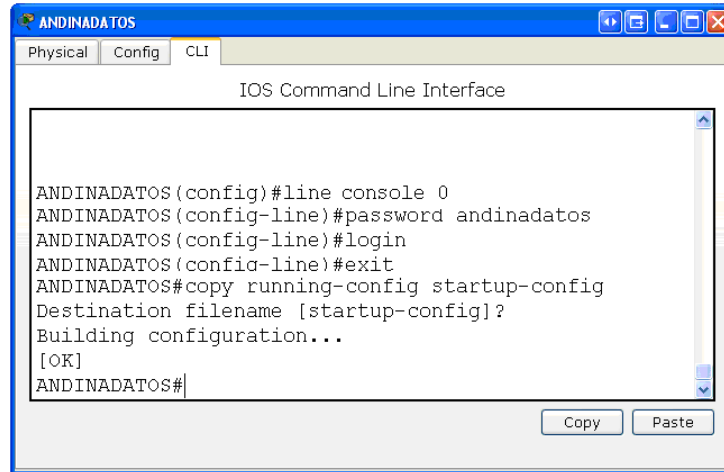 ANDINADATOS
Physical Config CLI
IOS Command Line Interface
ANDINADATOS(config)#line console 0
ANDINADATOS(config-line)#password andinadatos
ANDINADATOS(config-line)#login
ANDINADATOS(config-line)#exit
ANDINADATOS#copy running-config startup-config
Destination filename [startup-config]?
Building configuration...
[OK]
ANDINADATOS#
Copy Paste